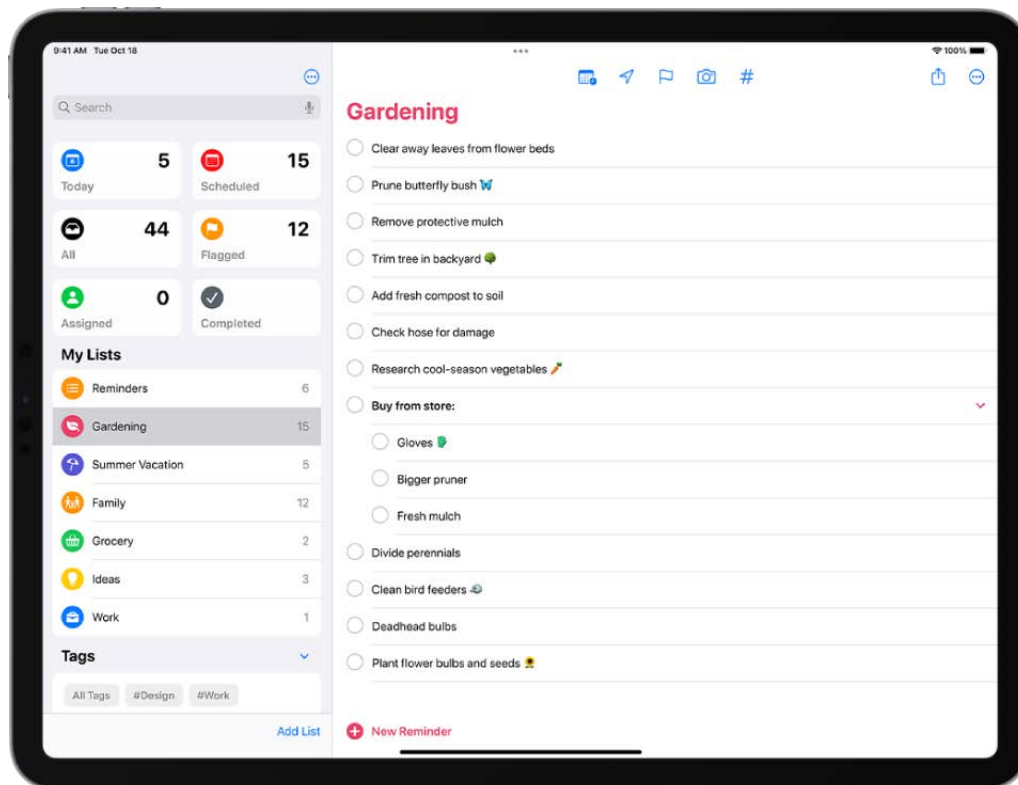 9:41 AM Tue Oct 18
100%
Search
5
Today
15
Scheduled
44
All
12
Flagged
0
Assigned
Completed
My Lists
Reminders 6
Gardening 15
Summer Vacation 5
Family 12
Grocery 2
Ideas 3
Work 1
Tags
All Tags #Design #Work
Add List
#
Gardening
Clear away leaves from flower beds
Prune butterfly bush 🦋
Remove protective mulch
Trim tree in backyard 🌳
Add fresh compost to soil
Check hose for damage
Research cool-season vegetables 🥕
Buy from store:
Gloves 🧤
Bigger pruner
Fresh mulch
Divide perennials
Clean bird feeders 🐦
Deadhead bulbs
Plant flower bulbs and seeds 🌻
New Reminder